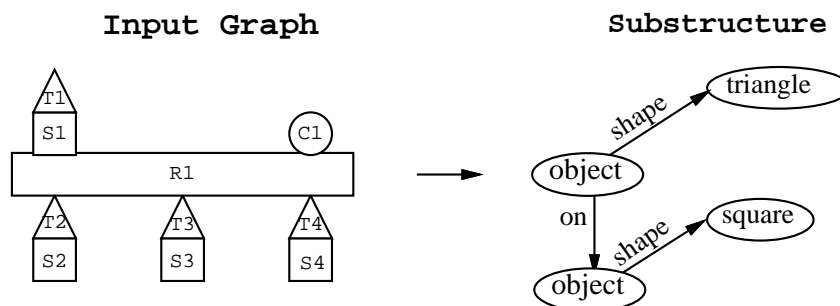 Input Graph
Substructure
T1
S1
C1
R1
T2
T3
T4
S2
S3
S4
triangle
shape
object
on
shape
square
object